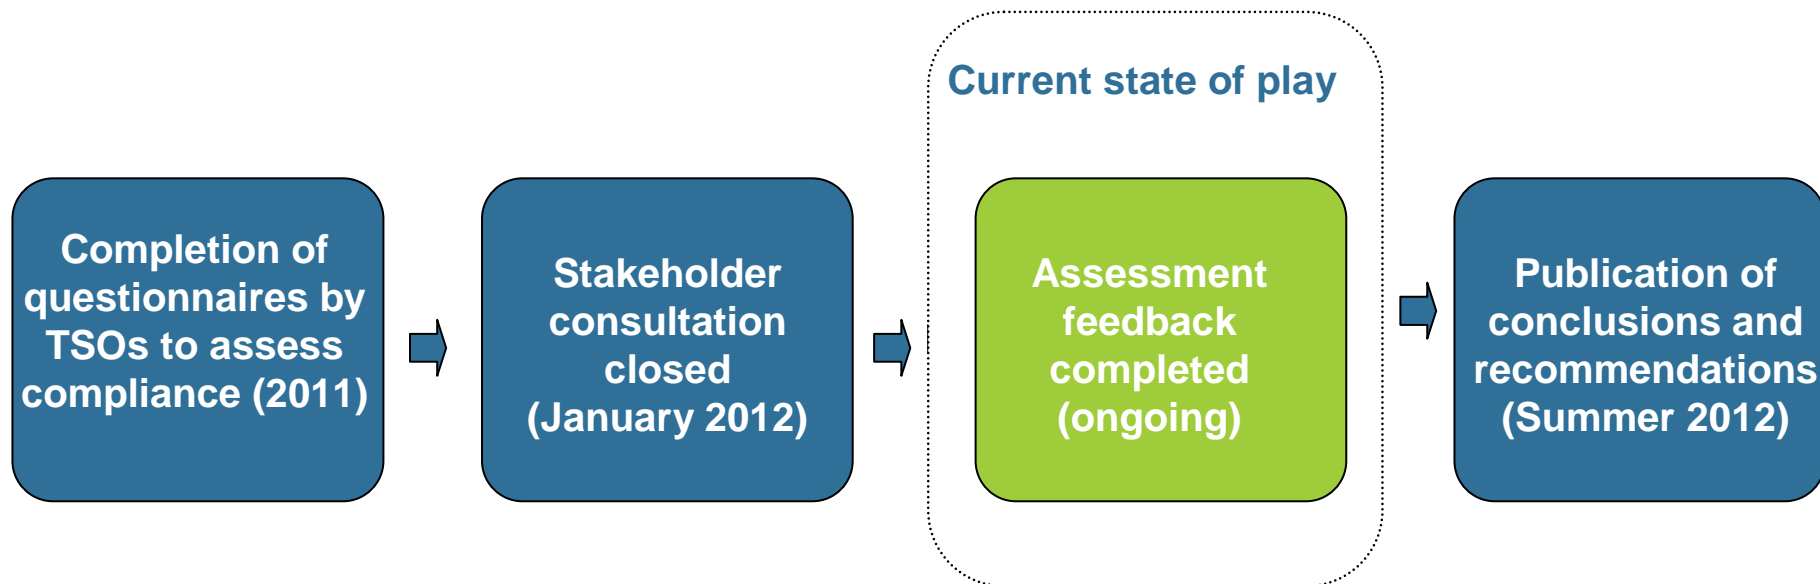 Current state of play
Completion of
questionnaires by
TSOs to assess
compliance (2011)
Stakeholder
consultation
closed
(January 2012)
Assessment
feedback
completed
(ongoing)
Publication of
conclusions and
recommendations
(Summer 2012)